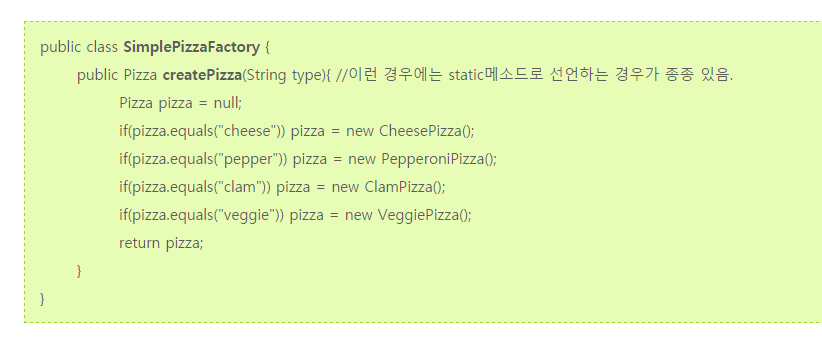 public class SimplePizzaFactory {
public Pizza createPizza(String type){ //이런 경우에는 static메소드로 선언하는 경우가 종종 있음.
Pizza pizza = null;
if(pizza.equals("cheese")) pizza = new CheesePizza();
if(pizza.equals("pepper")) pizza = new PepperoniPizza();
if(pizza.equals("clam")) pizza = new ClamPizza();
if(pizza.equals("veggie")) pizza = new VeggiePizza();
return pizza;
}
}